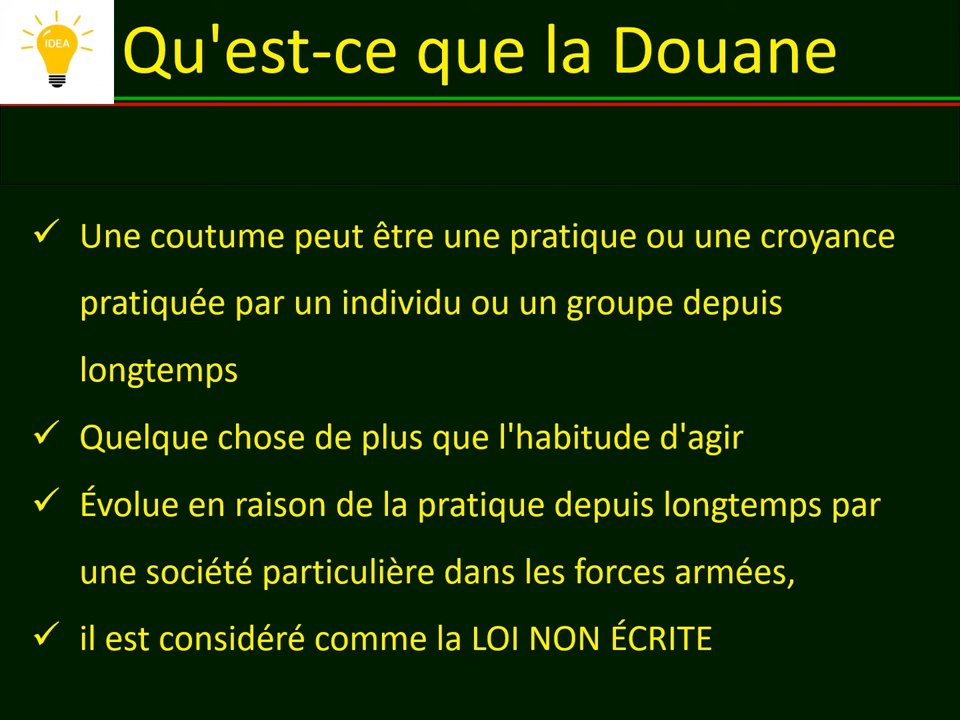 IDEA
Qu'est-ce que la Douane
Une coutume peut être une pratique ou une croyance
pratiquée par un individu ou un groupe depuis
longtemps
Quelque chose de plus que l'habitude d'agir
Évolue en raison de la pratique depuis longtemps par
une société particulière dans les forces armées,
il est considéré comme la LOI NON ÉCRITE